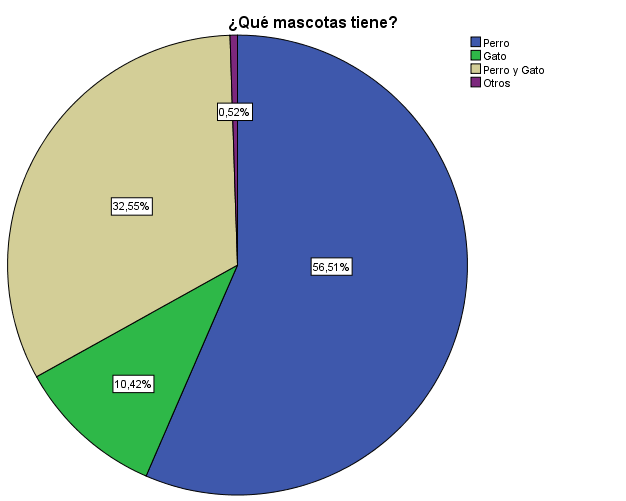 ¿Qué mascotas tiene?
Perro
Gato
Perro y Gato
Otros
0,52%
32,55%
56,51%
10,42%